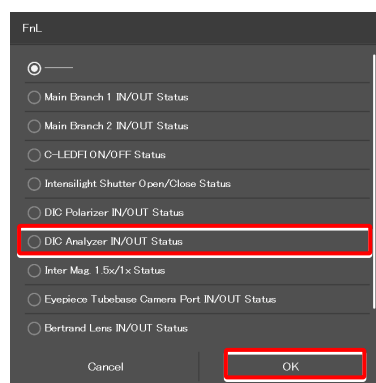 FnL
Main Branch 1 IN/OUT Status
Main Branch 2 IN/OUT Status
C-LEDFI ON/OFF Status
Intensilight Shutter Open/Close Status
DIC Polarizer IN/OUT Status
DIC Analyzer IN/OUT Status
Inter Mag. 1.5x/1x Status
Eyepiece Tubebase Camera Port IN/OUT Status
Bertrand Lens IN/OUT Status
Cancel OK